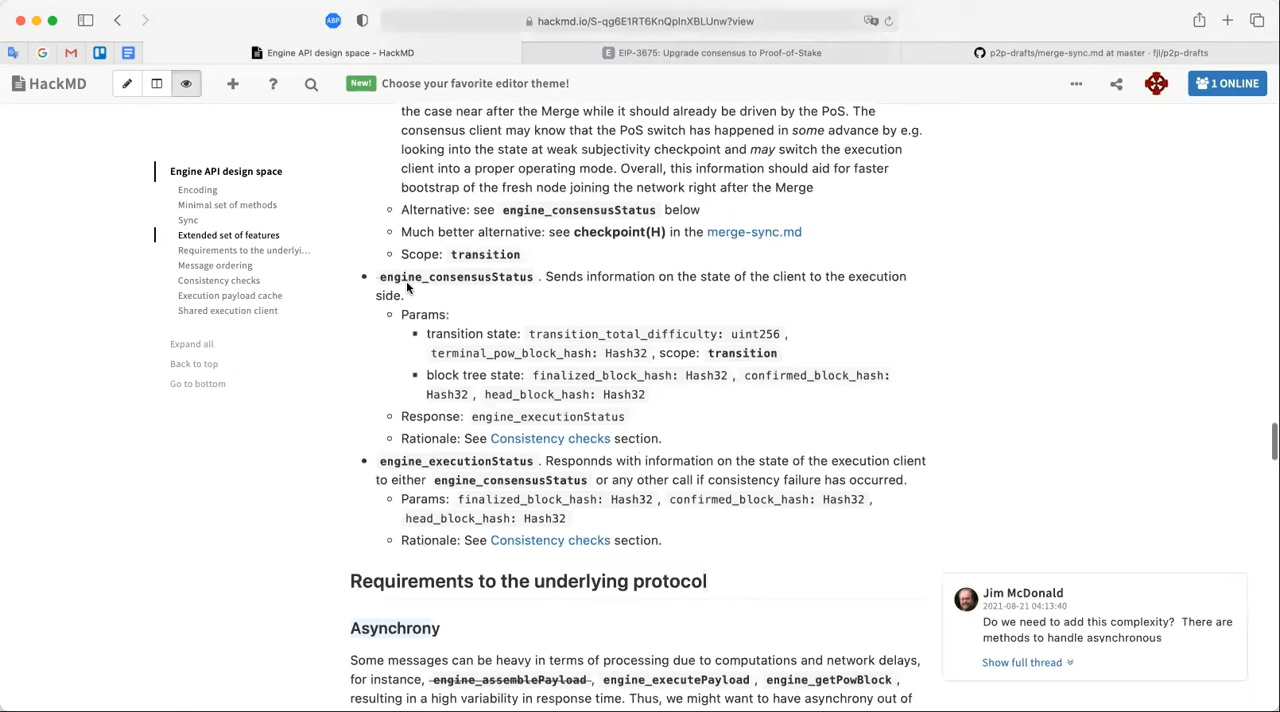 ABP
hackmd.io/S-qg6E1RT6KnQpInXBLUnw?view
Engine API design space - HackMD
E EIP-3675: Upgrade consensus to Proof-of-Stake
p2p-drafts/merge-sync.md at master · fjl/p2p-drafts
HackMD
New! Choose your favorite editor theme!
1 ONLINE
Engine API design space
Encoding
Minimal set of methods
Sync
Extended set of features
Requirements to the underlyi...
Message ordering
Consistency checks
Execution payload cache
Shared execution client
Expand all
Back to top
Go to bottom
the case near after the Merge while it should already be driven by the PoS. The
consensus client may know that the PoS switch has happened in some advance by e.g.
looking into the state at weak subjectivity checkpoint and may switch the execution
client into a proper operating mode. Overall, this information should aid for faster
bootstrap of the fresh node joining the network right after the Merge
Alternative: see engine_consensusStatus below
Much better alternative: see checkpoint(H) in the merge-sync.md
Scope: transition
engine_consensusStatus . Sends information on the state of the client to the execution
side.
Params:
transition state: transition_total_difficulty: uint256 ,
terminal_pow_block_hash: Hash32 , scope: transition
block tree state: finalized_block_hash: Hash32 , confirmed_block_hash:
Hash32 , head_block_hash: Hash32
Response: engine_executionStatus
Rationale: See Consistency checks section.
engine_executionStatus . Responnds with information on the state of the execution client
to either engine_consensusStatus or any other call if consistency failure has occurred.
Params: finalized_block_hash: Hash32 , confirmed_block_hash: Hash32 ,
head_block_hash: Hash32
Rationale: See Consistency checks section.
Requirements to the underlying protocol
Asynchrony
Some messages can be heavy in terms of processing due to computations and network delays,
for instance, engine_assemblePayload , engine_executePayload , engine_getPowBlock ,
resulting in a high variability in response time. Thus, we might want to have asynchrony out of
Jim McDonald
2021-08-21 04:13:40
Do we need to add this complexity? There are
methods to handle asynchronous
Show full thread